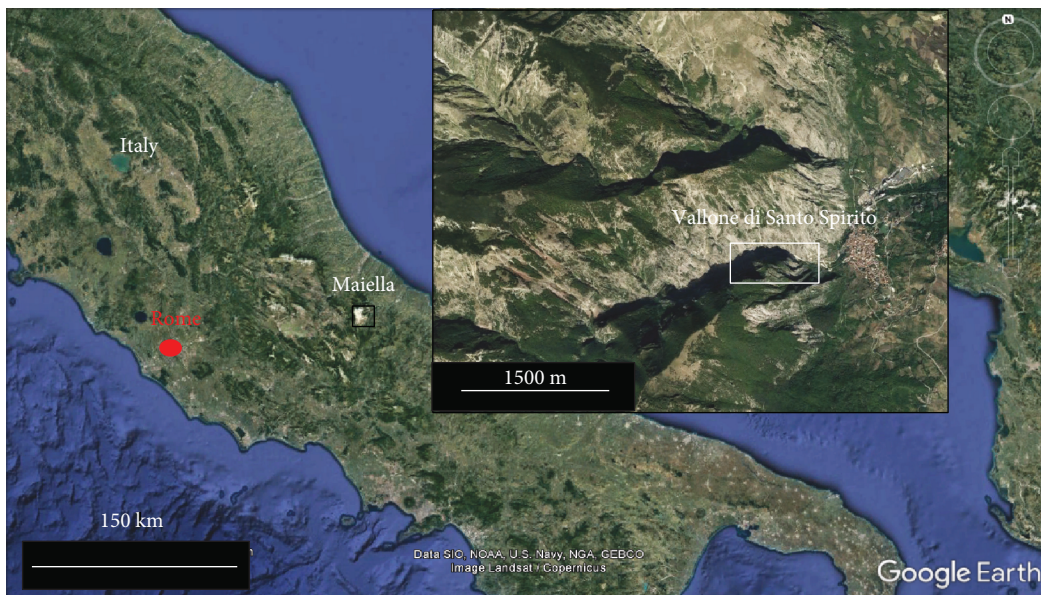 N
Italy
Vallone di Santo Spirito
Maiella
Rome
1500 m
150 km
Data SIO, NOAA, U.S. Navy, NGA, GEBCO
Image Landsat / Copernicus
Google Earth